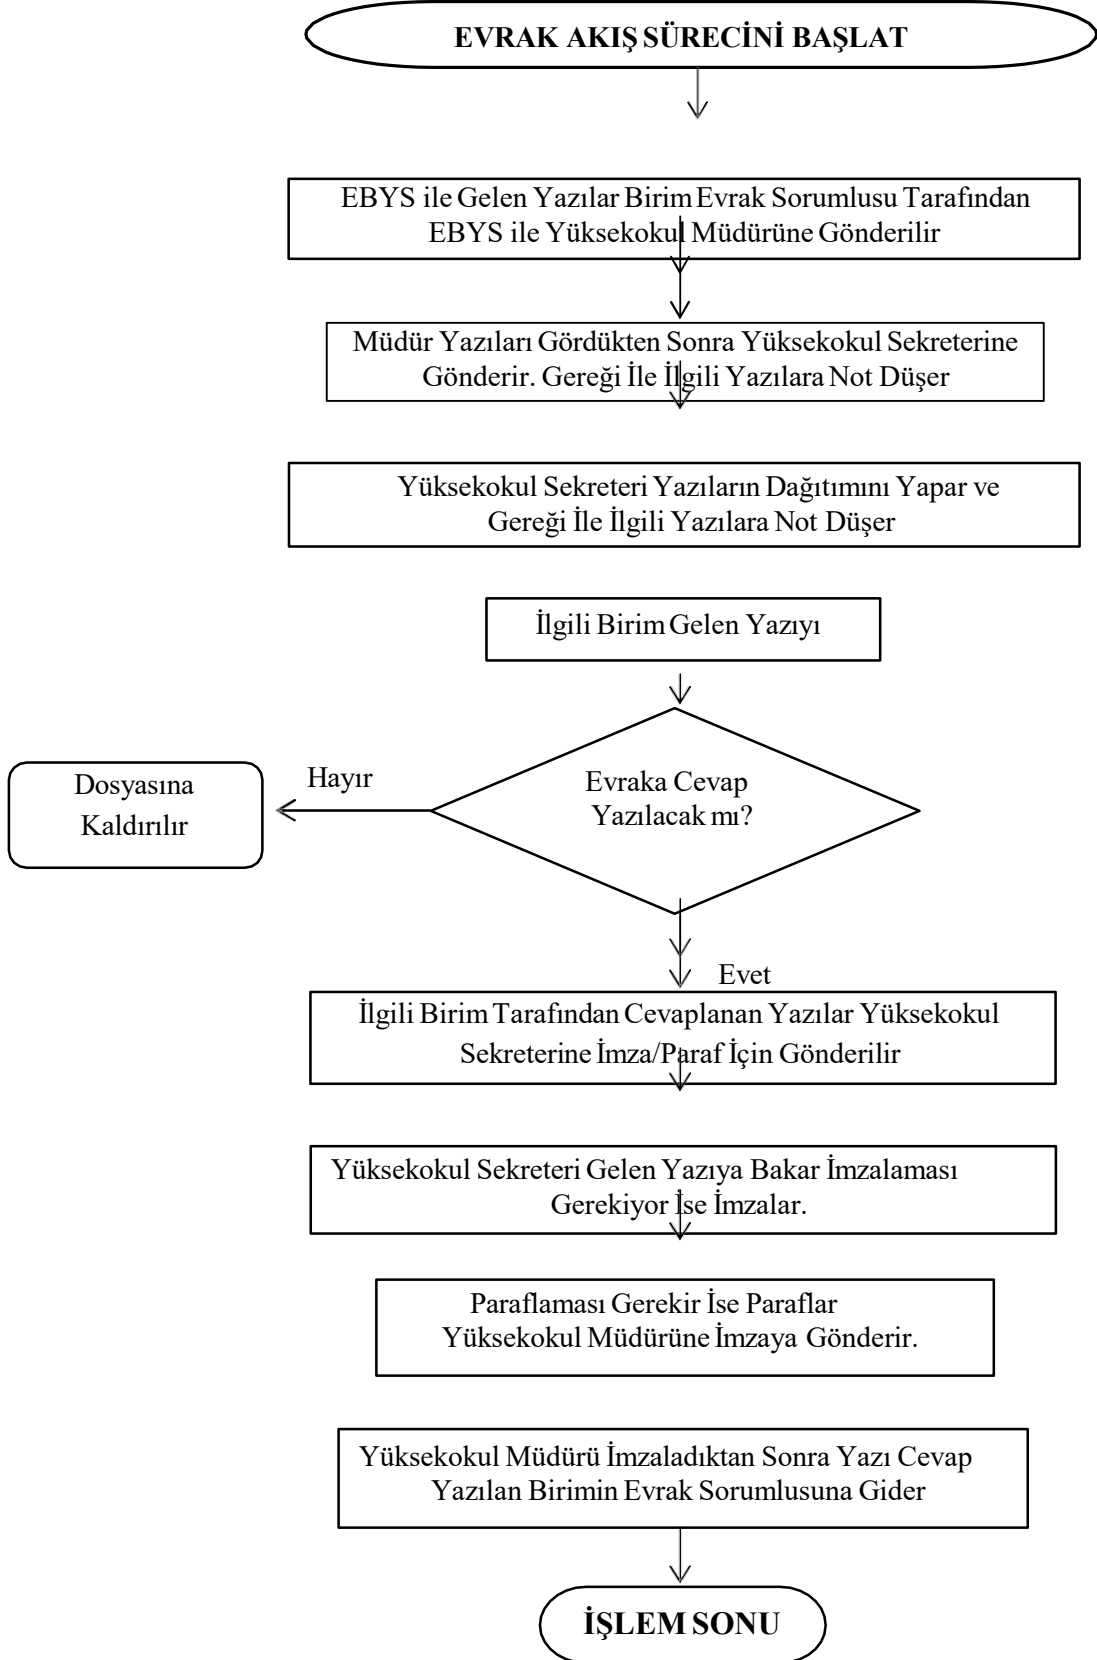 EVRAK AKIŞ SÜRECİNİ BAŞLAT
EBYS ile Gelen Yazılar Birim Evrak Sorumlusu Tarafından
EBYS ile Yüksekokul Müdürüne Gönderilir
Müdür Yazıları Gördükten Sonra Yüksekokul Sekreterine
Gönderir. Gereği İle İlgili Yazılara Not Düşer
Yüksekokul Sekreteri Yazıların Dağıtımını Yapar ve
Gereği İle İlgili Yazılara Not Düşer
İlgili Birim Gelen Yazıyı
Evraka Cevap
Yazılacak mı?
Hayır
Dosyasına
Kaldırılır
Evet
İlgili Birim Tarafından Cevaplanan Yazılar Yüksekokul
Sekreterine İmza/Paraf İçin Gönderilir
Yüksekokul Sekreteri Gelen Yazıya Bakar İmzalaması
Gerekiyor İse İmzalar.
Paraflaması Gerekir İse Paraflar
Yüksekokul Müdürüne İmzaya Gönderir.
Yüksekokul Müdürü İmzaladıktan Sonra Yazı Cevap
Yazılan Birimin Evrak Sorumlusuna Gider
İŞLEM SONU